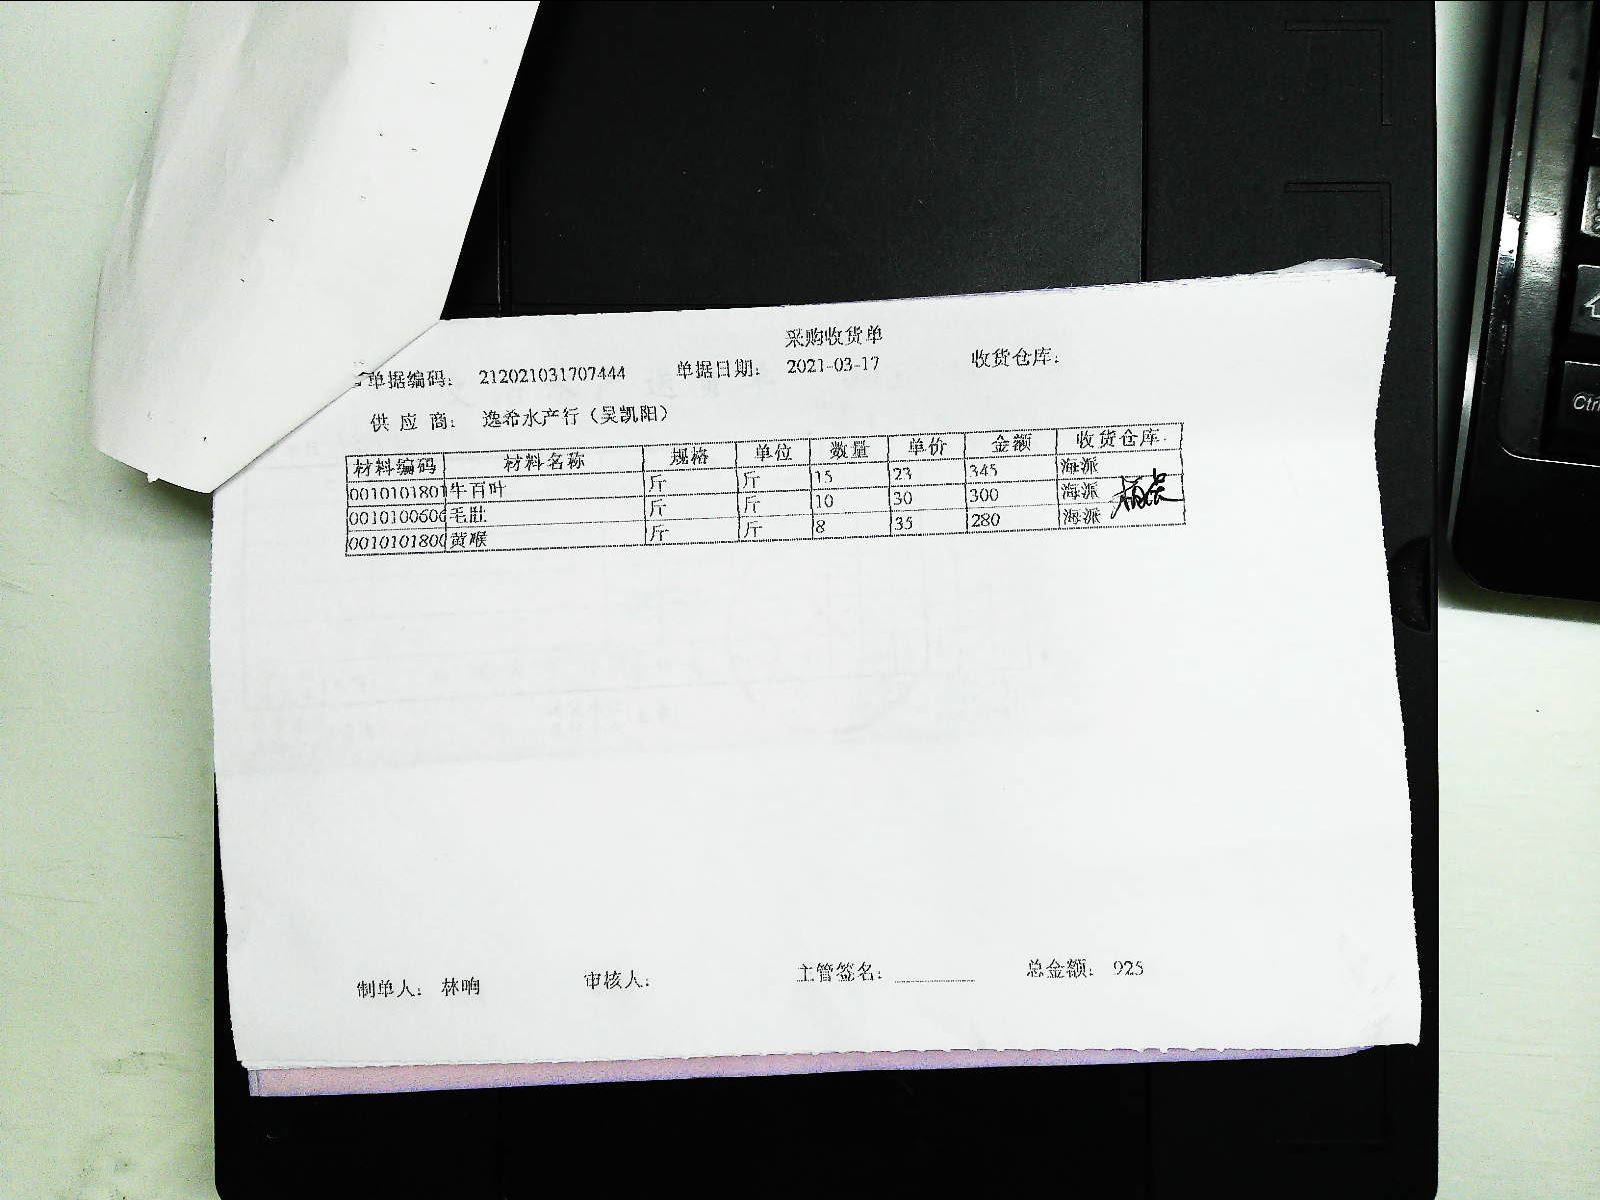 采购收货单
单据编码： 212021031707444 单据日期： 2021-03-17 收货仓库：
供 应 商： 逸希水产行（吴凯阳）
材料编码 材料名称 规格 单位 数量 单价 金额 收货仓库
0010101801 牛百叶 斤 斤 15 23 345 海派
0010100606 毛肚 斤 斤 10 30 300 海派
0010101800 黄喉 斤 斤 8 35 280 海派
制单人： 林响 审核人： 主管签名： 总金额： 925
Ctrl